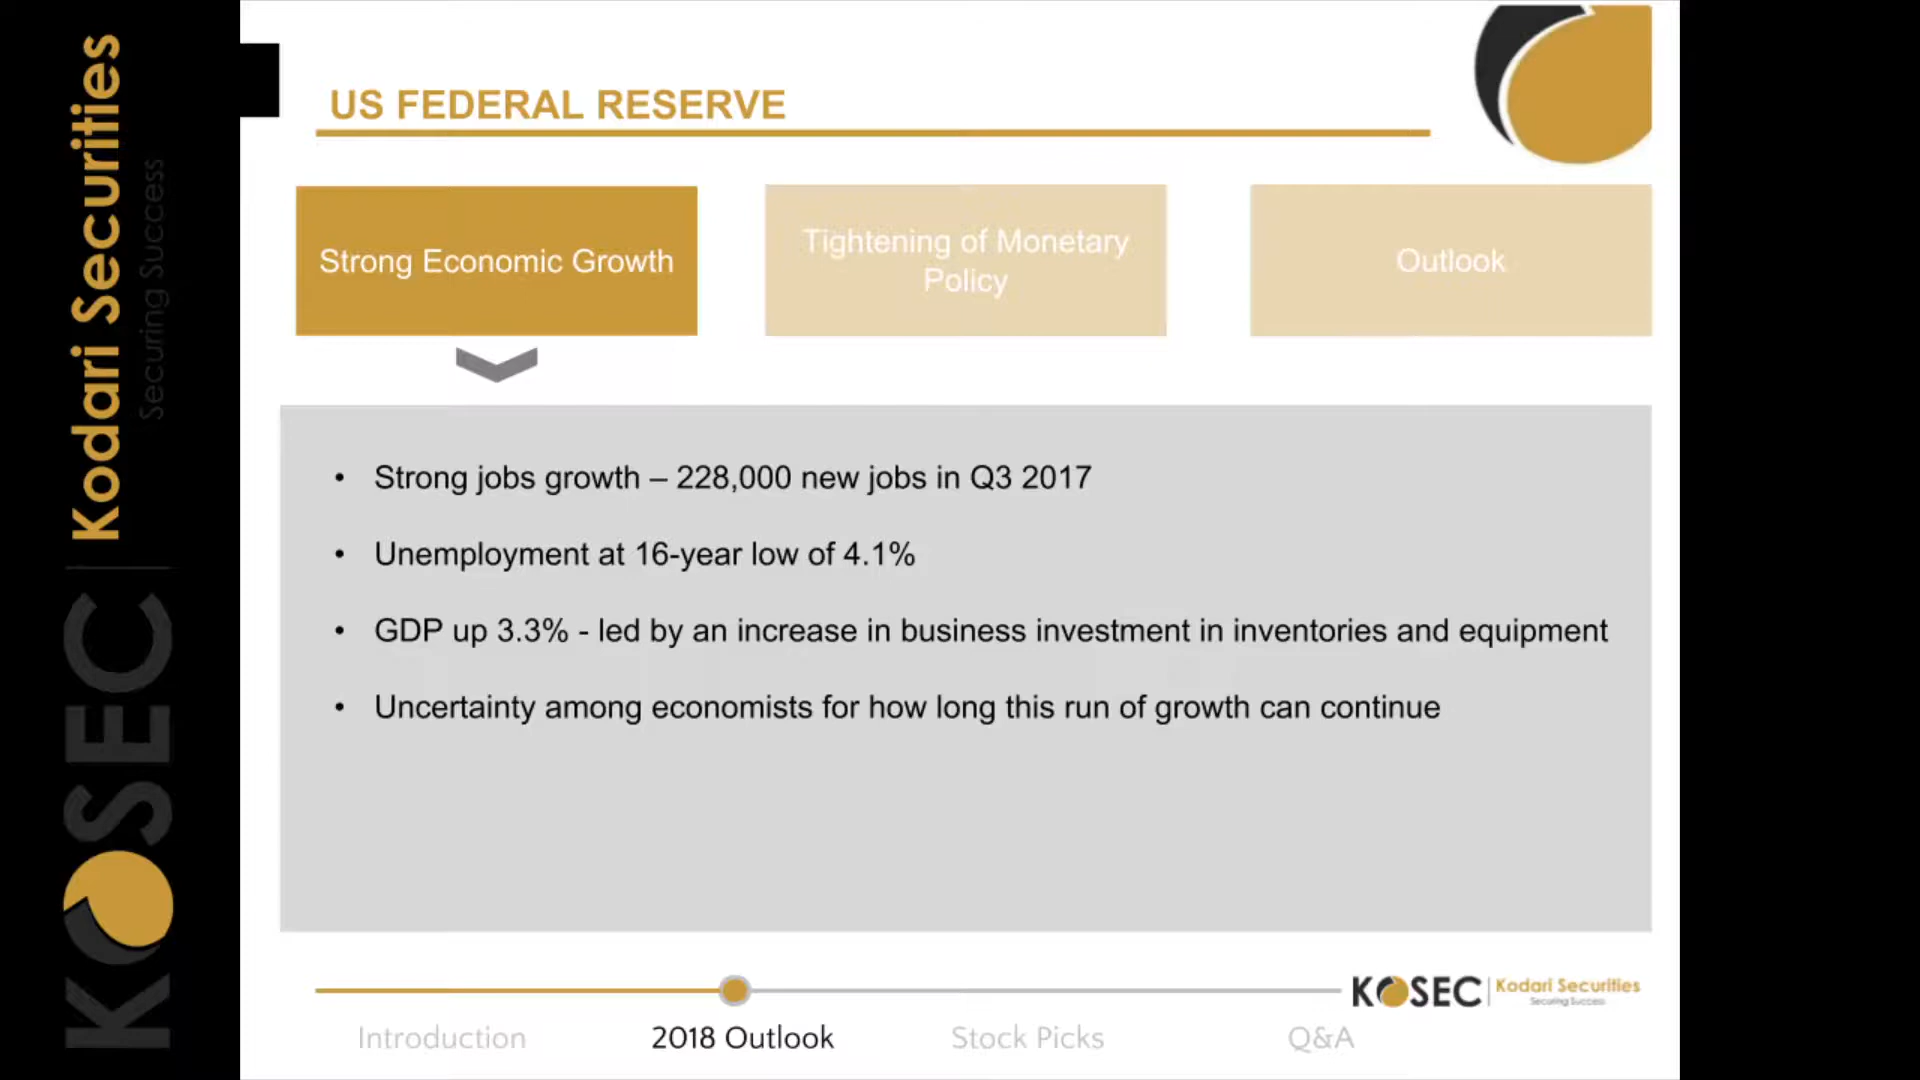 KOSEC | Kodari Securities
Securing Success
US FEDERAL RESERVE
Strong Economic Growth
Tightening of Monetary
Policy
Outlook
• Strong jobs growth – 228,000 new jobs in Q3 2017
• Unemployment at 16-year low of 4.1%
• GDP up 3.3% - led by an increase in business investment in inventories and equipment
• Uncertainty among economists for how long this run of growth can continue
KOSEC | Kodari Securities
Securing Success
Introduction
2018 Outlook
Stock Picks
Q&A